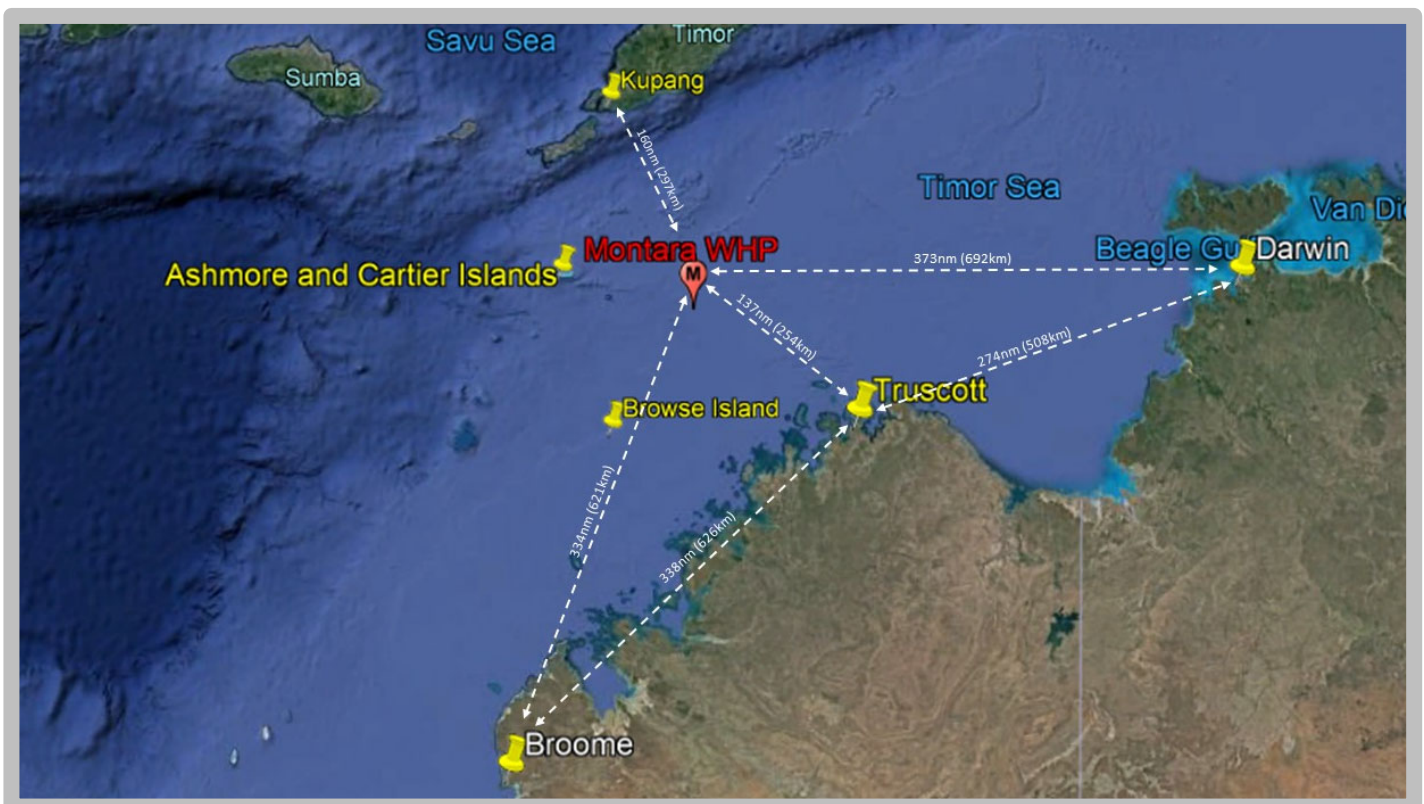 Savu Sea
Timor
Sumba
Kupang
160nm (297km)
Timor Sea
Van Di
Montara WHP
Beagle Gu
Darwin
Ashmore and Cartier Islands
M
373nm (692km)
137nm (254km)
274nm (508km)
Truscott
Browse Island
334nm (621km)
338nm (626km)
Broome